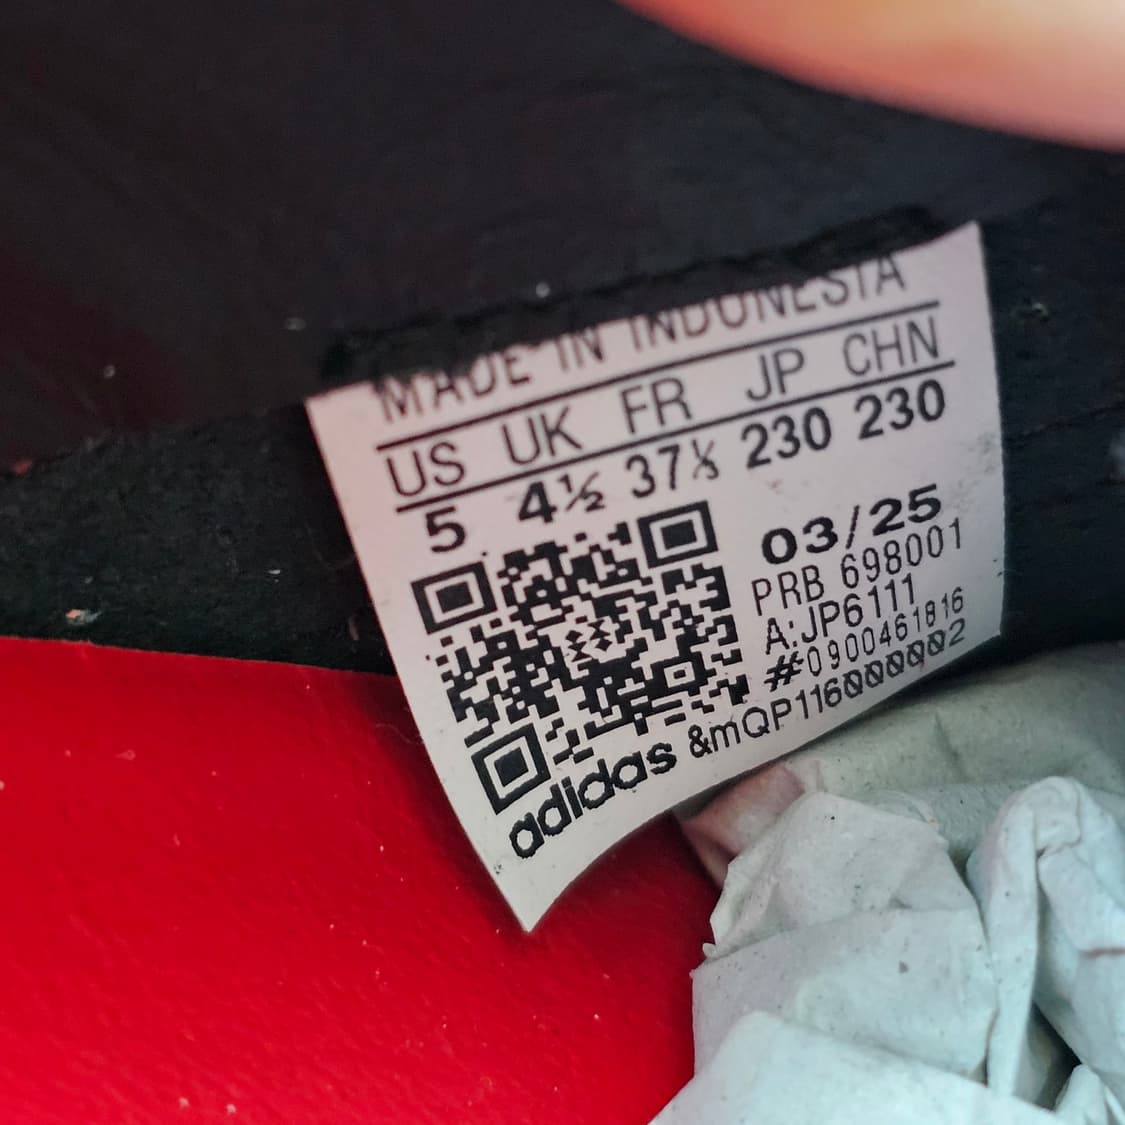 MADE IN INDONESIA
US UK FR JP CHN
5 4½ 37⅓ 230 230
03/25
PRB 698001
A:JP6111
#0900461816
adidas &mQP116000002